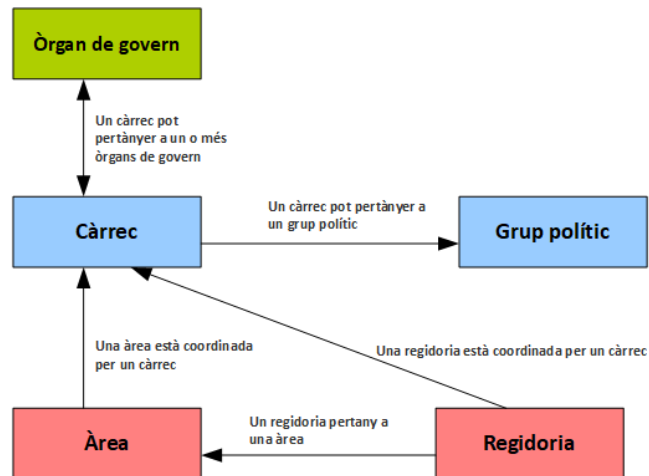 Òrgan de govern
Un càrrec pot
pertànyer a un o més
òrgans de govern
Càrrec
Un càrrec pot pertànyer a
un grup polític
Grup polític
Una àrea està coordinada
per un càrrec
Una regidoria està coordinada per un càrrec
Àrea
Un regidoria pertany a
una àrea
Regidoria